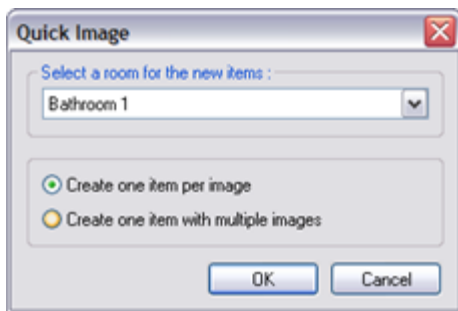 Quick Image
Select a room for the new items :
Bathroom 1
Create one item per image
Create one item with multiple images
OK Cancel